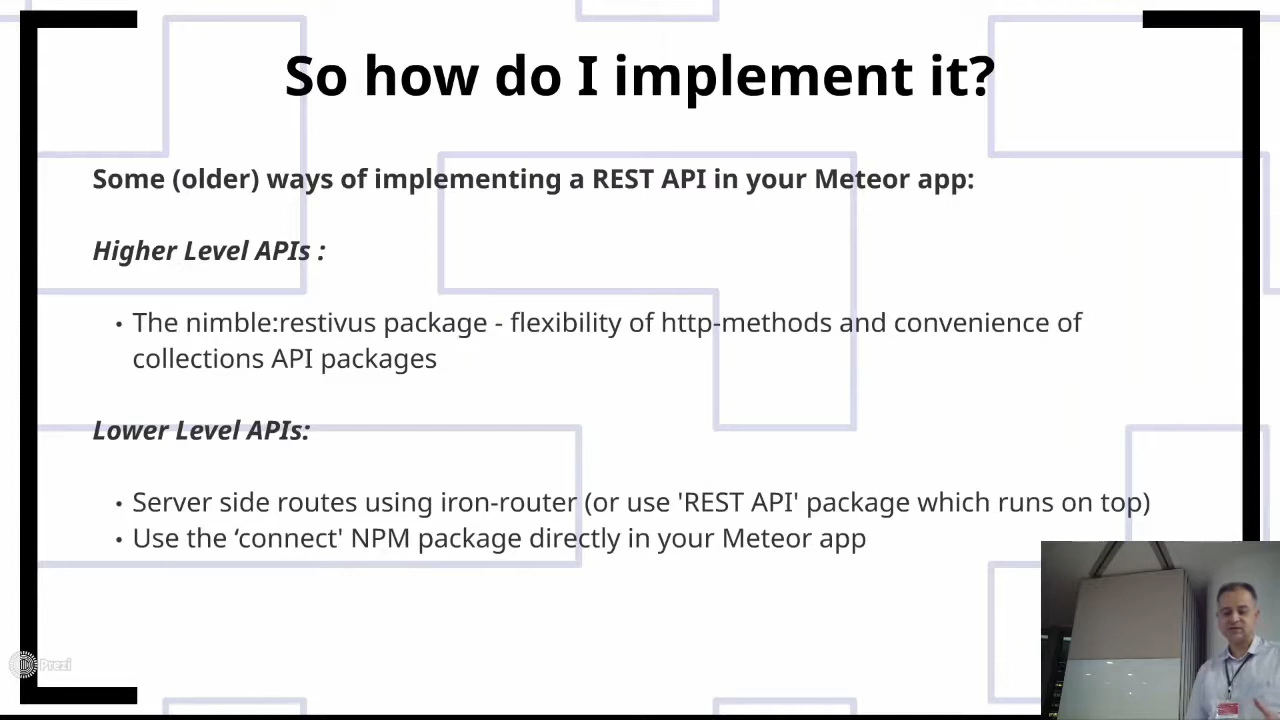 So how do I implement it?
Some (older) ways of implementing a REST API in your Meteor app:
Higher Level APIs :
• The nimble:restivus package - flexibility of http-methods and convenience of
collections API packages
Lower Level APIs:
• Server side routes using iron-router (or use 'REST API' package which runs on top)
• Use the ‘connect' NPM package directly in your Meteor app
Prezi